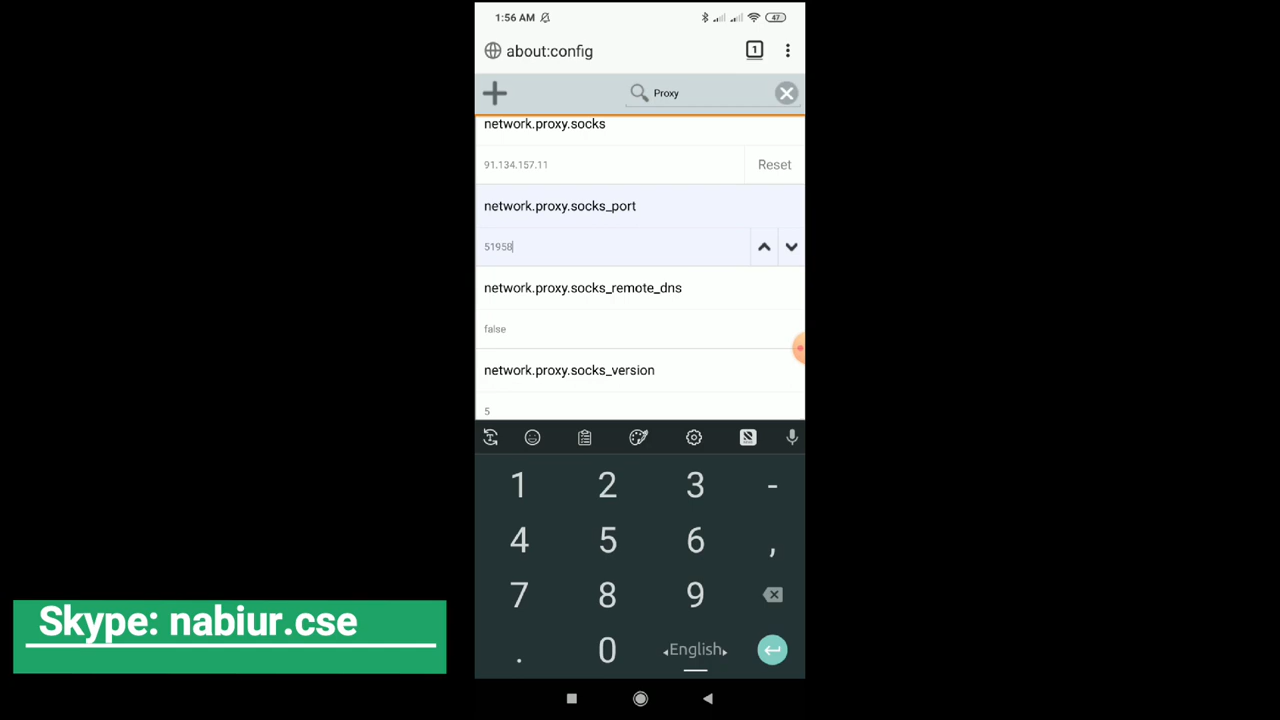 1:56 AM
47
about:config
1
Proxy
network.proxy.socks
91.134.157.11
Reset
network.proxy.socks_port
51958
network.proxy.socks_remote_dns
false
network.proxy.socks_version
5
1 2 3 -
4 5 6 ,
7 8 9
. 0 English
Skype: nabiur.cse